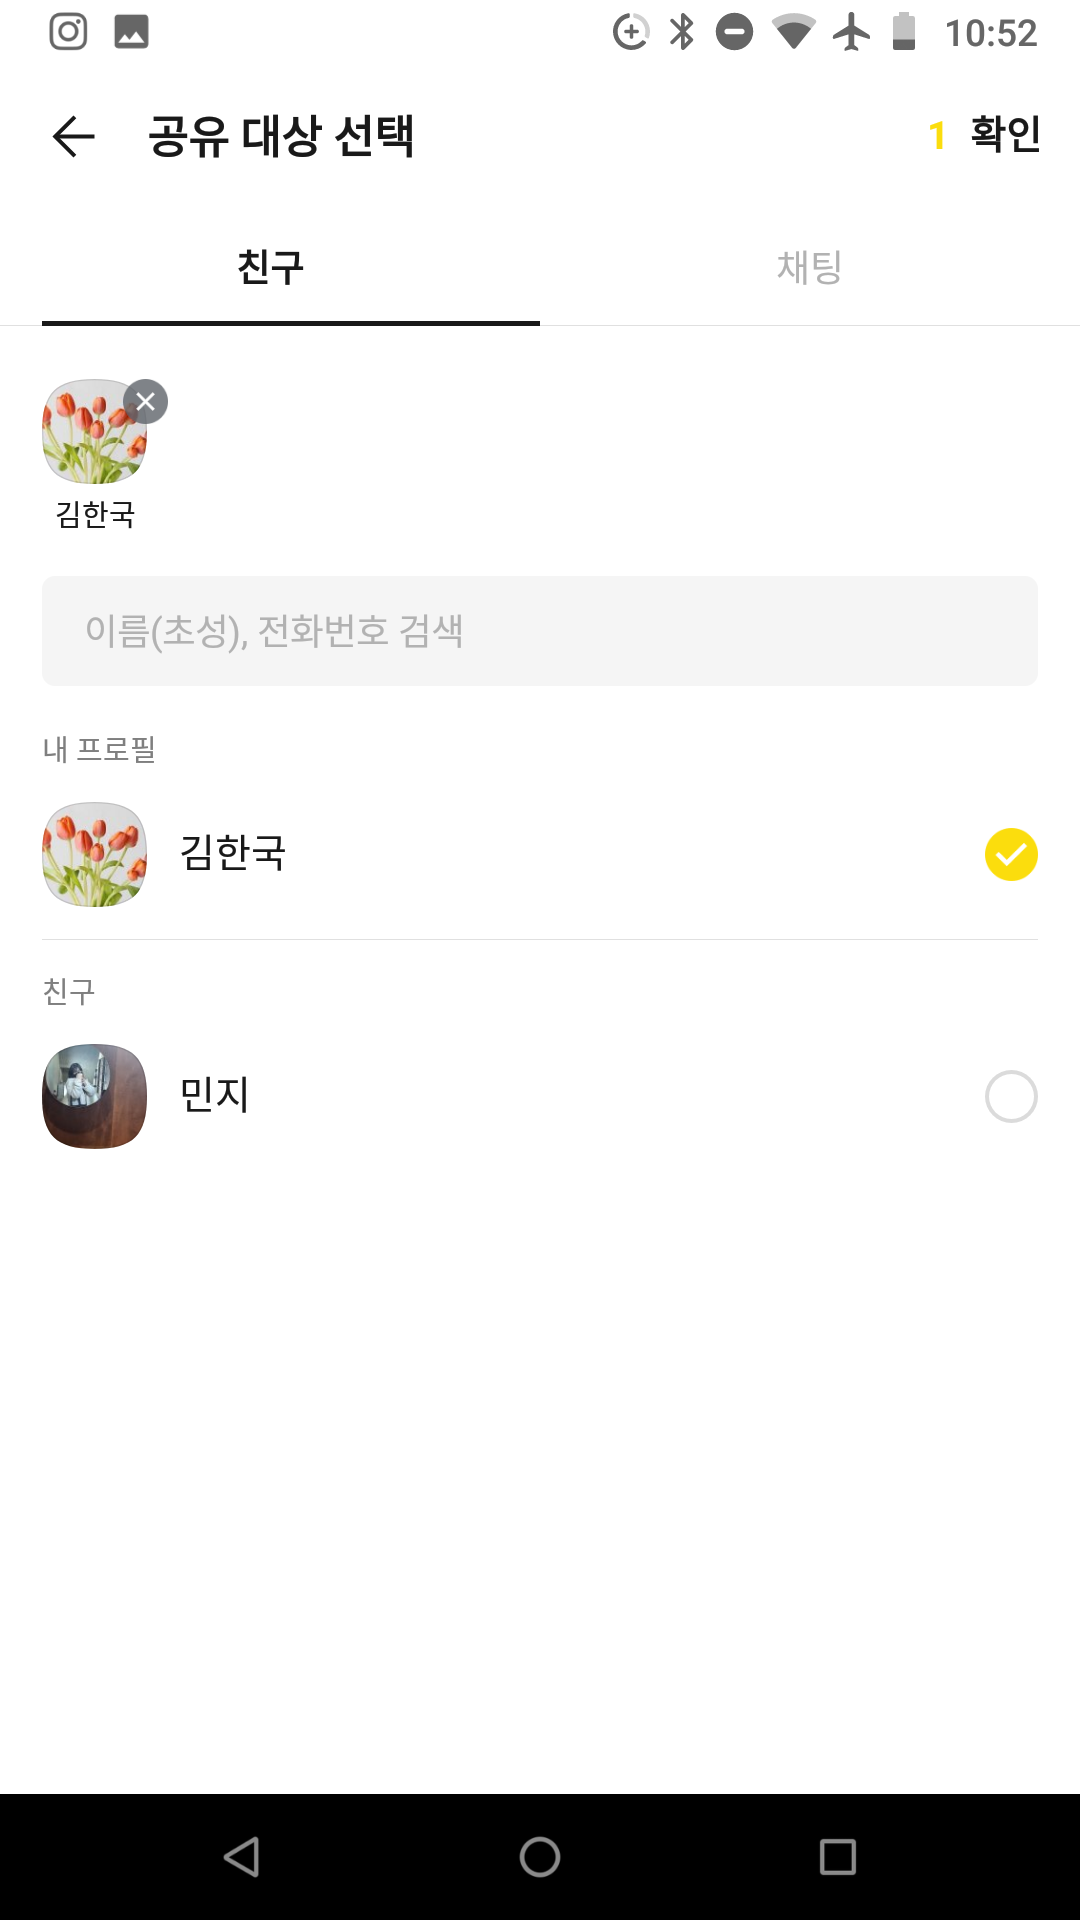 10:52
공유 대상 선택
1 확인
친구
채팅
김한국
이름(초성), 전화번호 검색
내 프로필
김한국
친구
민지